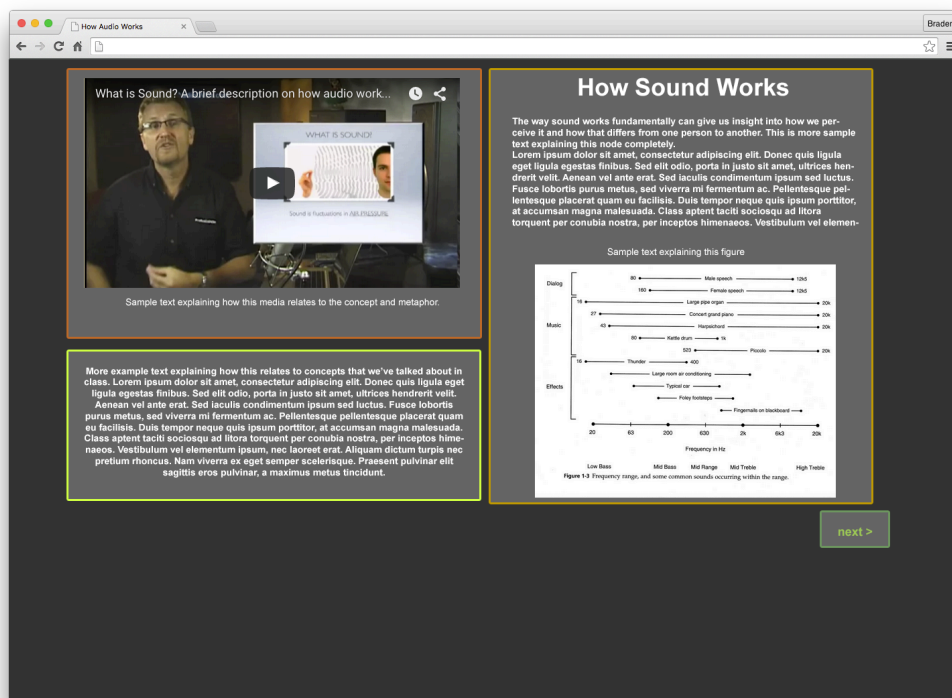 How Audio Works
Braden
What is Sound? A brief description on how audio work...
WHAT IS SOUND?
Sound is Fluctuations in AIR PRESSURE
Sample text explaining how this media relates to the concept and metaphor.
More example text explaining how this relates to concepts that we've talked about in
class. Lorem ipsum dolor sit amet, consectetur adipiscing elit. Donec quis ligula eget
ligula egestas finibus. Sed elit odio, porta in justo sit amet, ultrices hendrerit velit.
Aenean vel ante erat. Sed iaculis condimentum ipsum sed luctus. Fusce lobortis
purus metus, sed viverra mi fermentum ac. Pellentesque pellentesque placerat quam
eu facilisis. Duis tempor neque quis ipsum porttitor, at accumsan magna malesuada.
Class aptent taciti sociosqu ad litora torquent per conubia nostra, per inceptos hime-
naeos. Vestibulum vel elementum ipsum, nec laoreet erat. Aliquam dictum turpis nec
pretium rhoncus. Nam viverra ex eget semper scelerisque. Praesent pulvinar elit
sagittis eros pulvinar, a maximus metus tincidunt.
How Sound Works
The way sound works fundamentally can give us insight into how we per-
ceive it and how that differs from one person to another. This is more sample
text explaining this node completely.
Lorem ipsum dolor sit amet, consectetur adipiscing elit. Donec quis ligula
eget ligula egestas finibus. Sed elit odio, porta in justo sit amet, ultrices hen-
drerit velit. Aenean vel ante erat. Sed iaculis condimentum ipsum sed luctus.
Fusce lobortis purus metus, sed viverra mi fermentum ac. Pellentesque pel-
lentesque placerat quam eu facilisis. Duis tempor neque quis ipsum porttitor,
at accumsan magna malesuada. Class aptent taciti sociosqu ad litora
torquent per conubia nostra, per inceptos himenaeos. Vestibulum vel elemen-
Sample text explaining this figure
Dialog
80 Male speech 12k5
160 Female speech 12k5
16 Large pipe organ 20k
27 Concert grand piano 20k
Music
43 Harpsichord 20k
80 Kettle drum 1k
520 Piccolo 20k
16 Thunder 400
Large room air conditioning
Effects
Typical car
Foley footsteps
Fingernails on blackboard
20 63 200 630 2k 6k3 20k
Frequency in Hz
Low Bass Mid Bass Mid Range Mid Treble High Treble
Figure 1-3 Frequency range, and some common sounds occurring within the range.
next >